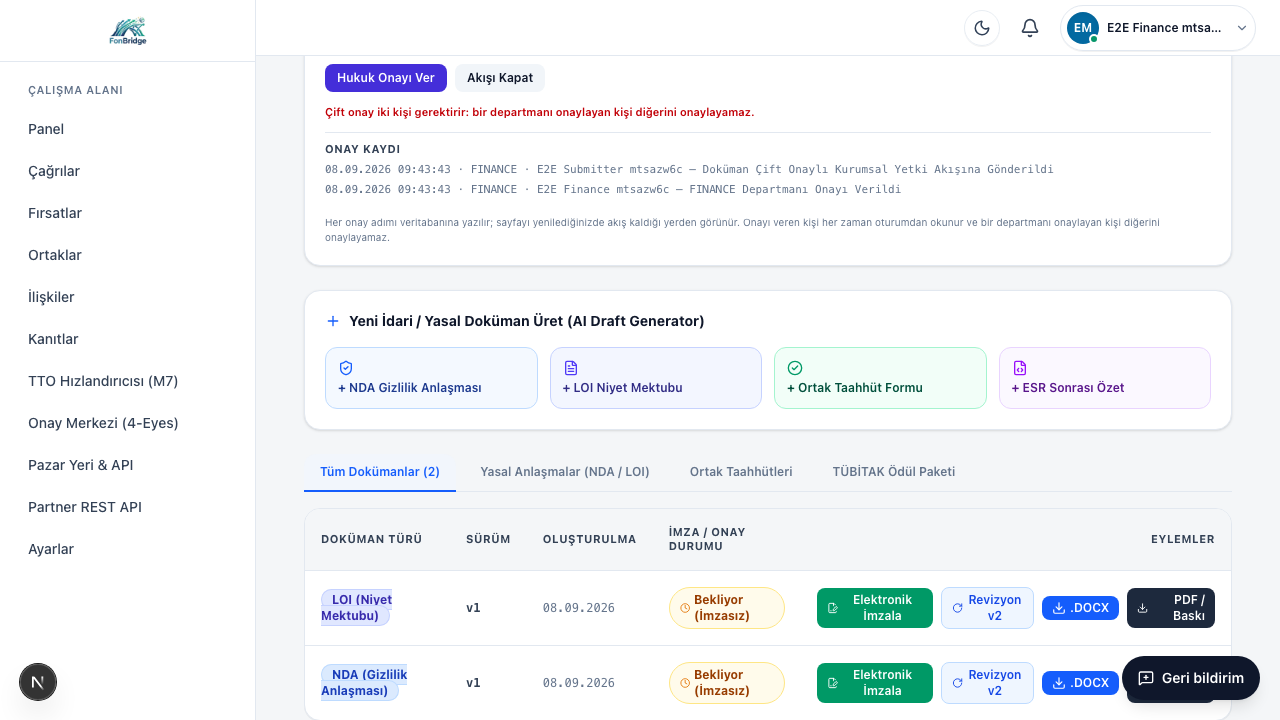 FonBridge
EM
E2E Finance mtsa...
ÇALIŞMA ALANI
Panel
Çağrılar
Fırsatlar
Ortaklar
İlişkiler
Kanıtlar
TTO Hızlandırıcısı (M7)
Onay Merkezi (4-Eyes)
Pazar Yeri & API
Partner REST API
Ayarlar
N
Hukuk Onayı Ver
Akışı Kapat
Çift onay iki kişi gerektirir: bir departmanı onaylayan kişi diğerini onaylayamaz.
ONAY KAYDI
08.09.2026 09:43:43 · FINANCE · E2E Submitter mtsazw6c — Doküman Çift Onaylı Kurumsal Yetki Akışına Gönderildi
08.09.2026 09:43:43 · FINANCE · E2E Finance mtsazw6c — FINANCE Departmanı Onayı Verildi
Her onay adımı veritabanına yazılır; sayfayı yenilediğinizde akış kaldığı yerden görünür. Onayı veren kişi her zaman oturumdan okunur ve bir departmanı onaylayan kişi diğerini
onaylayamaz.
Yeni İdari / Yasal Doküman Üret (AI Draft Generator)
+ NDA Gizlilik Anlaşması
+ LOI Niyet Mektubu
+ Ortak Taahhüt Formu
+ ESR Sonrası Özet
Tüm Dokümanlar (2)
Yasal Anlaşmalar (NDA / LOI)
Ortak Taahhütleri
TÜBİTAK Ödül Paketi
DOKÜMAN TÜRÜ
SÜRÜM
OLUŞTURULMA
İMZA / ONAY
DURUMU
EYLEMLER
LOI (Niyet
Mektubu)
v1
08.09.2026
Bekliyor
(İmzasız)
Elektronik
İmzala
Revizyon
v2
.DOCX
PDF /
Baskı
NDA (Gizlilik
Anlaşması)
v1
08.09.2026
Bekliyor
(İmzasız)
Elektronik
İmzala
Revizyon
v2
.DOCX
Geri bildirim